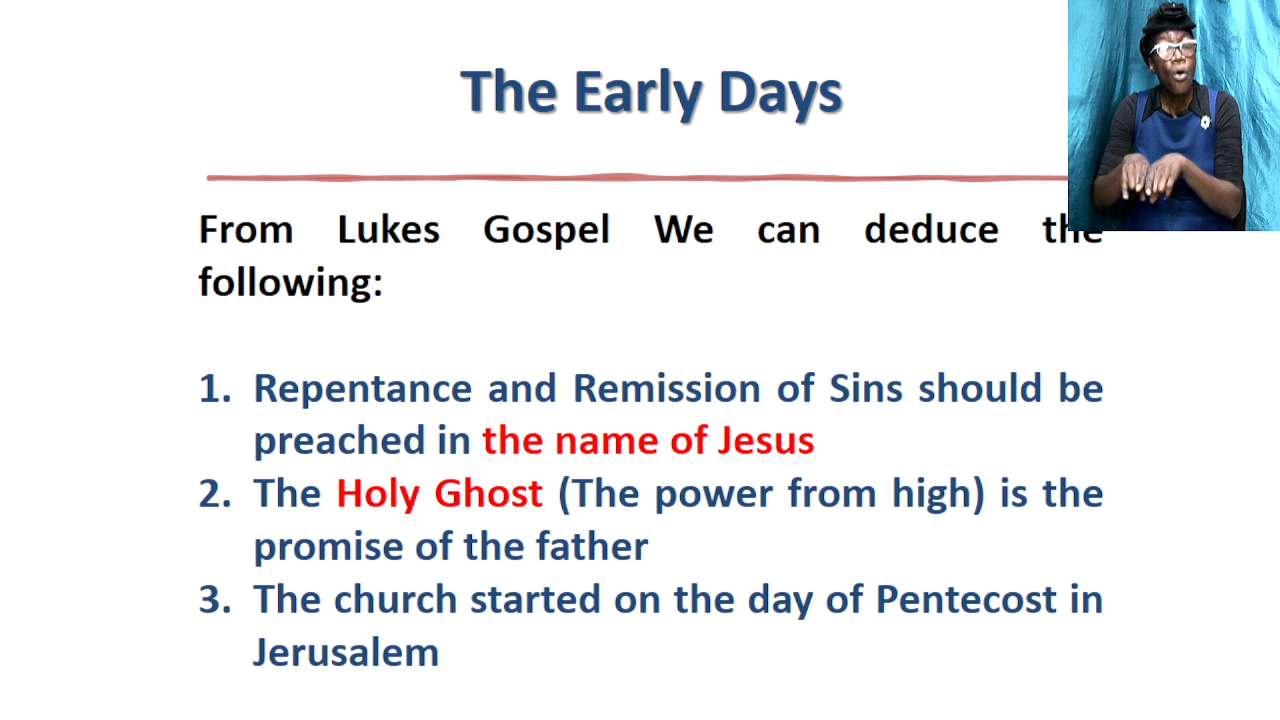 The Early Days
From Lukes Gospel We can deduce the
following:
1. Repentance and Remission of Sins should be
preached in the name of Jesus
2. The Holy Ghost (The power from high) is the
promise of the father
3. The church started on the day of Pentecost in
Jerusalem